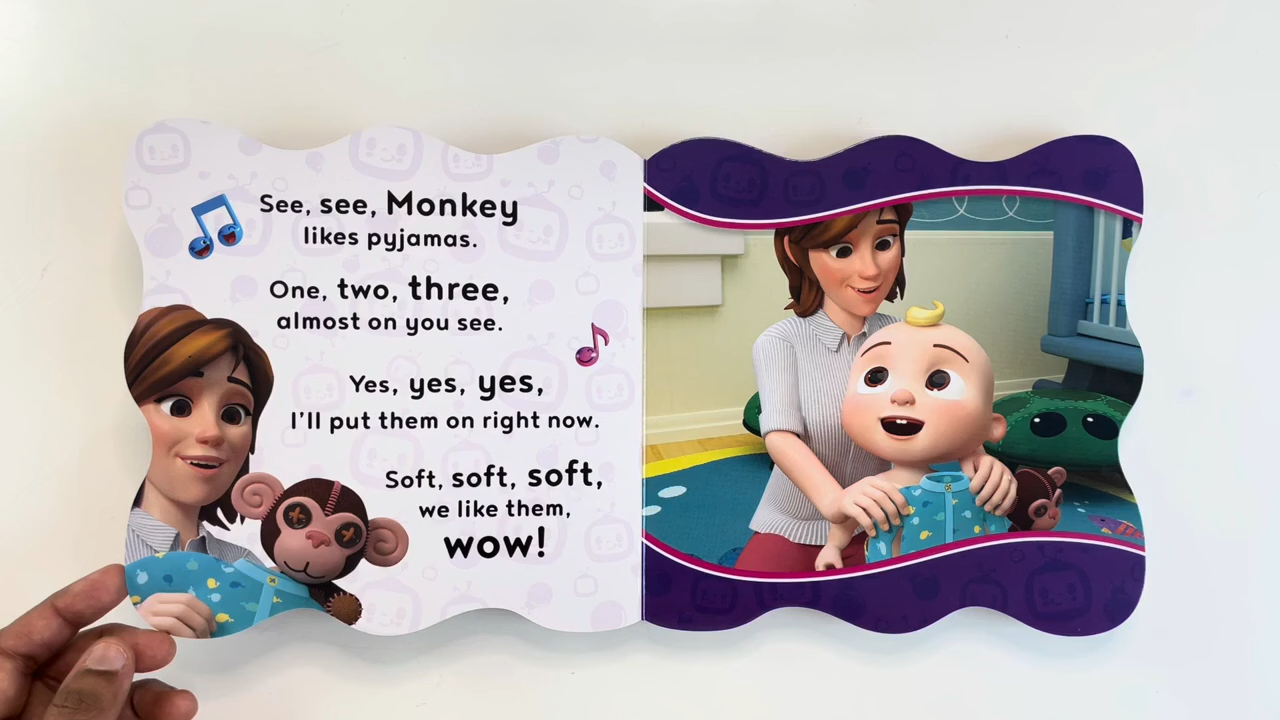 See, see, Monkey
likes pyjamas.
One, two, three,
almost on you see.
Yes, yes, yes,
I'll put them on right now.
Soft, soft, soft,
we like them,
wow!